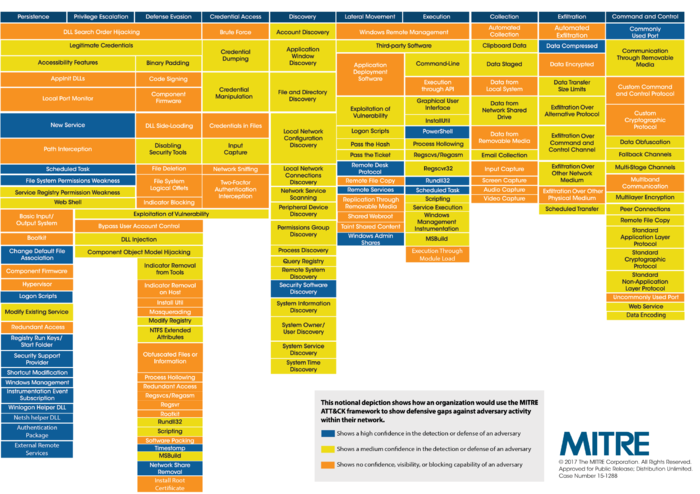 Persistence
Privilege Escalation
Defense Evasion
Credential Access
Discovery
Lateral Movement
Execution
Collection
Exfiltration
Command and Control
DLL Search Order Hijacking
Legitimate Credentials
Accessibility Features
AppInit DLLs
Local Port Monitor
New Service
Path Interception
Scheduled Task
File System Permissions Weakness
Service Registry Permission Weakness
Web Shell
Basic Input/
Output System
Bootkit
Change Default File
Association
Component Firmware
Hypervisor
Logon Scripts
Modify Existing Service
Redundant Access
Registry Run Keys/
Start Folder
Security Support
Provider
Shortcut Modification
Windows Management
Instrumentation Event
Subscription
Winlogon Helper DLL
Netsh helper DLL
Authentication
Package
External Remote
Services
Exploitation of Vulnerability
Bypass User Account Control
DLL Injection
Component Object Model Hijacking
Binary Padding
Code Signing
Component
Firmware
DLL Side-Loading
Disabling
Security Tools
File Deletion
File System
Logical Offets
Indicator Blocking
Indicator Removal
from Tools
Indicator Removal
on Host
Install Util
Masquerading
Modify Registry
NTFS Extended
Attributes
Obfuscated Files or
Information
Process Hollowing
Redundant Access
Regsvcs/Regasm
Regsvr
Rootkit
Rundll32
Scripting
Software Packing
Timestomp
MSBuild
Network Share
Removal
Install Root
Certificate
Brute Force
Credential
Dumping
Credential
Manipulation
Credentials in Files
Input
Capture
Network Sniffing
Two-Factor
Authentication
Interception
Account Discovery
Application
Window
Discovery
File and Directory
Discovery
Local Network
Configuration
Discovery
Local Network
Connections
Discovery
Network Service
Scanning
Peripheral Device
Discovery
Permissions Group
Discovery
Process Discovery
Query Registry
Remote System
Discovery
Security Software
Discovery
System Information
Discovery
System Owner/
User Discovery
System Service
Discovery
System Time
Discovery
Windows Remote Management
Third-party Software
Application
Deployment
Software
Exploitation of
Vulnerability
Logon Scripts
Pass the Hash
Pass the Ticket
Remote Desk
Protocol
Remote File Copy
Remote Services
Replication Through
Removable Media
Shared Webroot
Taint Shared Content
Windows Admin
Shares
Command-Line
Execution
through API
Graphical User
Interface
InstallUtil
PowerShell
Process Hollowing
Regsvcs/Regasm
Regsvcr32
Rundll32
Scheduled Task
Scripting
Service Execution
Windows
Management
Instrumentation
MSBuild
Execution Through
Module Load
Automated
Collection
Clipboard Data
Data Staged
Data from
Local System
Data from
Network Shared
Drive
Data from
Removable Media
Email Collection
Input Capture
Screen Capture
Audio Capture
Video Capture
Automated
Exfiltration
Data Compressed
Data Encrypted
Data Transfer
Size Limits
Exfiltration Over
Alternative Protocol
Exfiltration Over
Command and
Control Channel
Exfiltration Over
Other Network
Medium
Exfiltration Over Other
Physical Medium
Scheduled Transfer
Commonly
Used Port
Communication
Through Removable
Media
Custom Command
and Control Protocol
Custom
Cryptographic
Protocol
Data Obfuscation
Fallback Channels
Multi-Stage Channels
Multiband
Communication
Multilayer Encryption
Peer Connections
Remote File Copy
Standard
Application Layer
Protocol
Standard
Cryptographic
Protocol
Standard
Non-Application
Layer Protocol
Uncommonly Used Port
Web Service
Data Encoding
This notional depiction shows how an organization would use the MITRE
ATT&CK framework to show defensive gaps against adversary activity
within their network.
Shows a high confidence in the detection or defense of an adversary
Shows a medium confidence in the detection or defense of an adversary
Shows no confidence, visibility, or blocking capability of an adversary
MITRE
© 2017 The MITRE Corporation. All Rights Reserved.
Approved for Public Release; Distribution Unlimited.
Case Number 15-1288